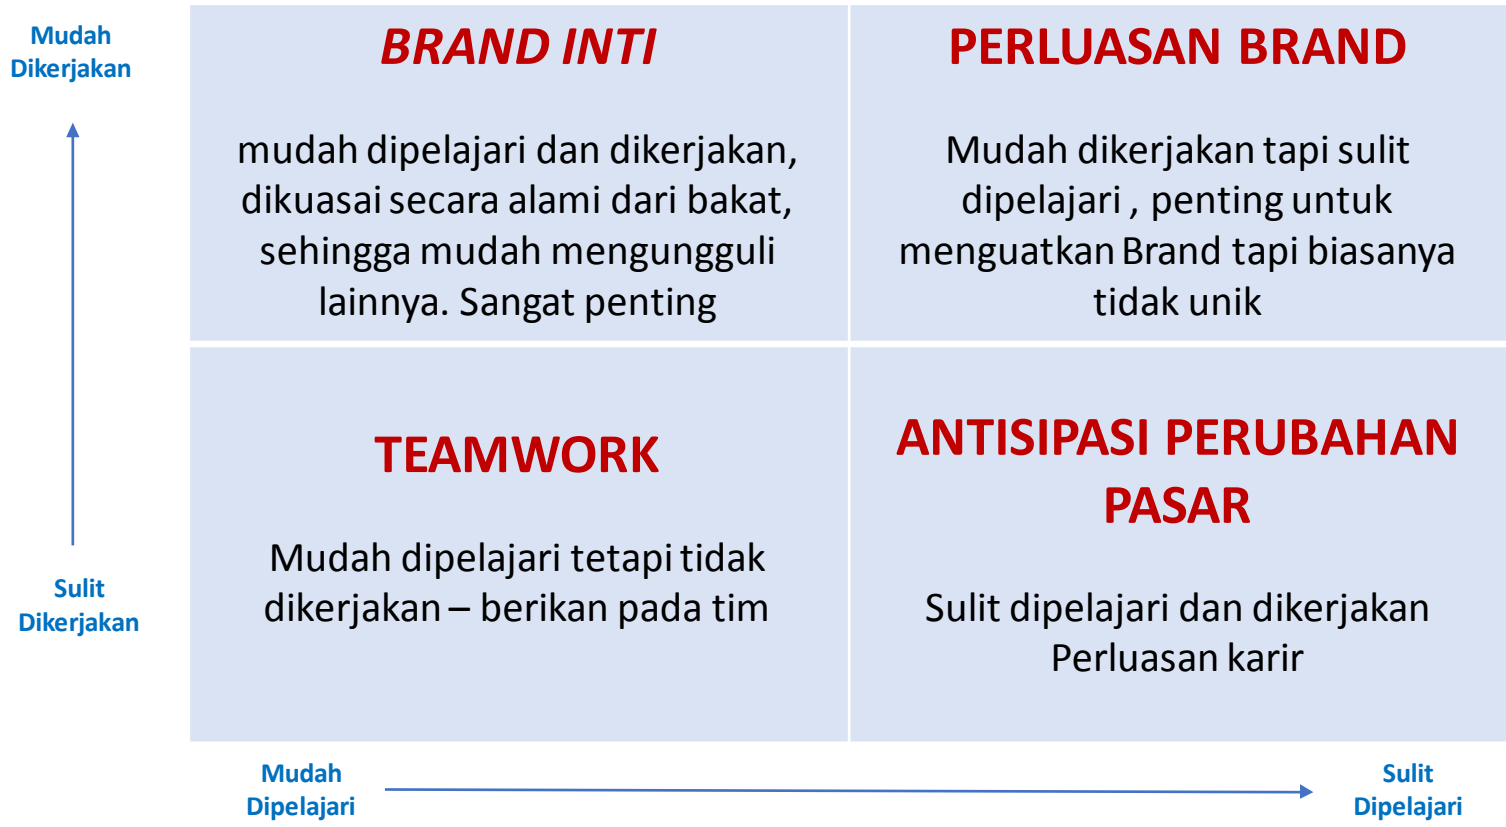 Mudah
Dikerjakan
BRAND INTI
mudah dipelajari dan dikerjakan,
dikuasai secara alami dari bakat,
sehingga mudah mengungguli
lainnya. Sangat penting
PERLUASAN BRAND
Mudah dikerjakan tapi sulit
dipelajari , penting untuk
menguatkan Brand tapi biasanya
tidak unik
Sulit
Dikerjakan
TEAMWORK
Mudah dipelajari tetapi tidak
dikerjakan – berikan pada tim
ANTISIPASI PERUBAHAN
PASAR
Sulit dipelajari dan dikerjakan
Perluasan karir
Mudah
Dipelajari
Sulit
Dipelajari